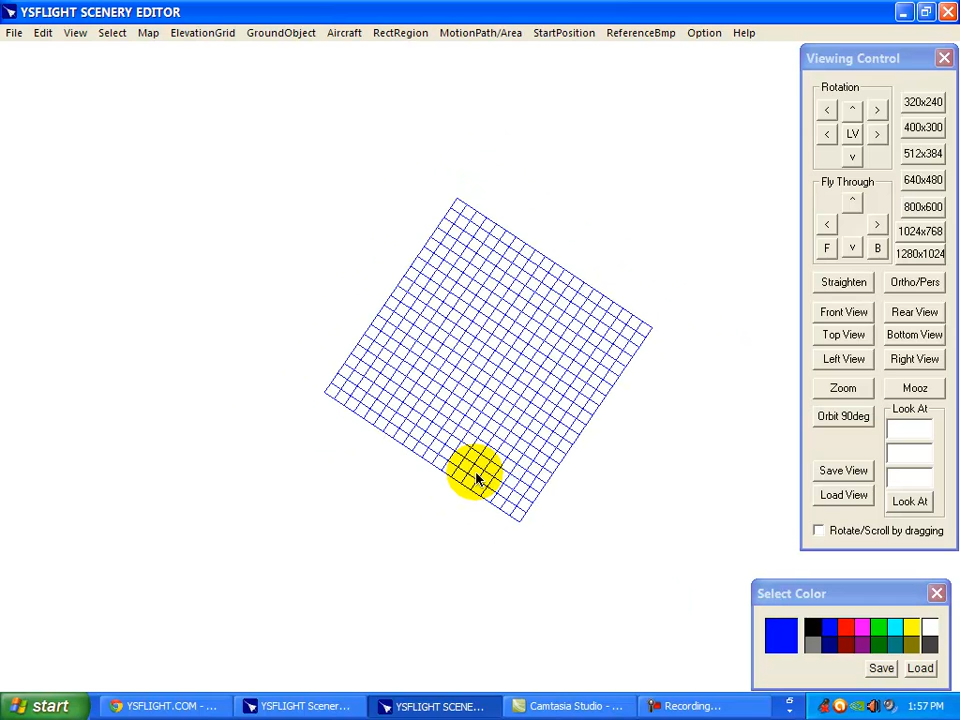 YSFLIGHT SCENERY EDITOR
File Edit View Select Map ElevationGrid GroundObject Aircraft RectRegion MotionPath/Area StartPosition ReferenceBmp Option Help
Viewing Control
Rotation
< ^ > 320x240
< LV > 400x300
v 512x384
Fly Through 640x480
^ 800x600
< > 1024x768
F v B 1280x1024
Straighten Ortho/Pers
Front View Rear View
Top View Bottom View
Left View Right View
Zoom Mooz
Orbit 90deg Look At
Save View
Load View Look At
Rotate/Scroll by dragging
Select Color
Save Load
start YSFLIGHT.COM - ... YSFLIGHT Scener... YSFLIGHT SCENE... Camtasia Studio - ... Recording... 1:57 PM